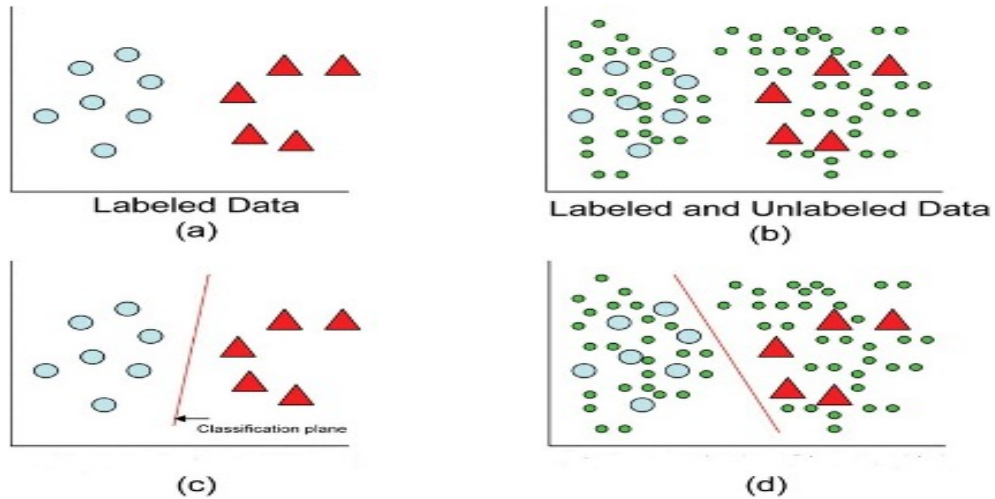 Labeled Data
(a)
Labeled and Unlabeled Data
(b)
Classification plane
(c)
(d)